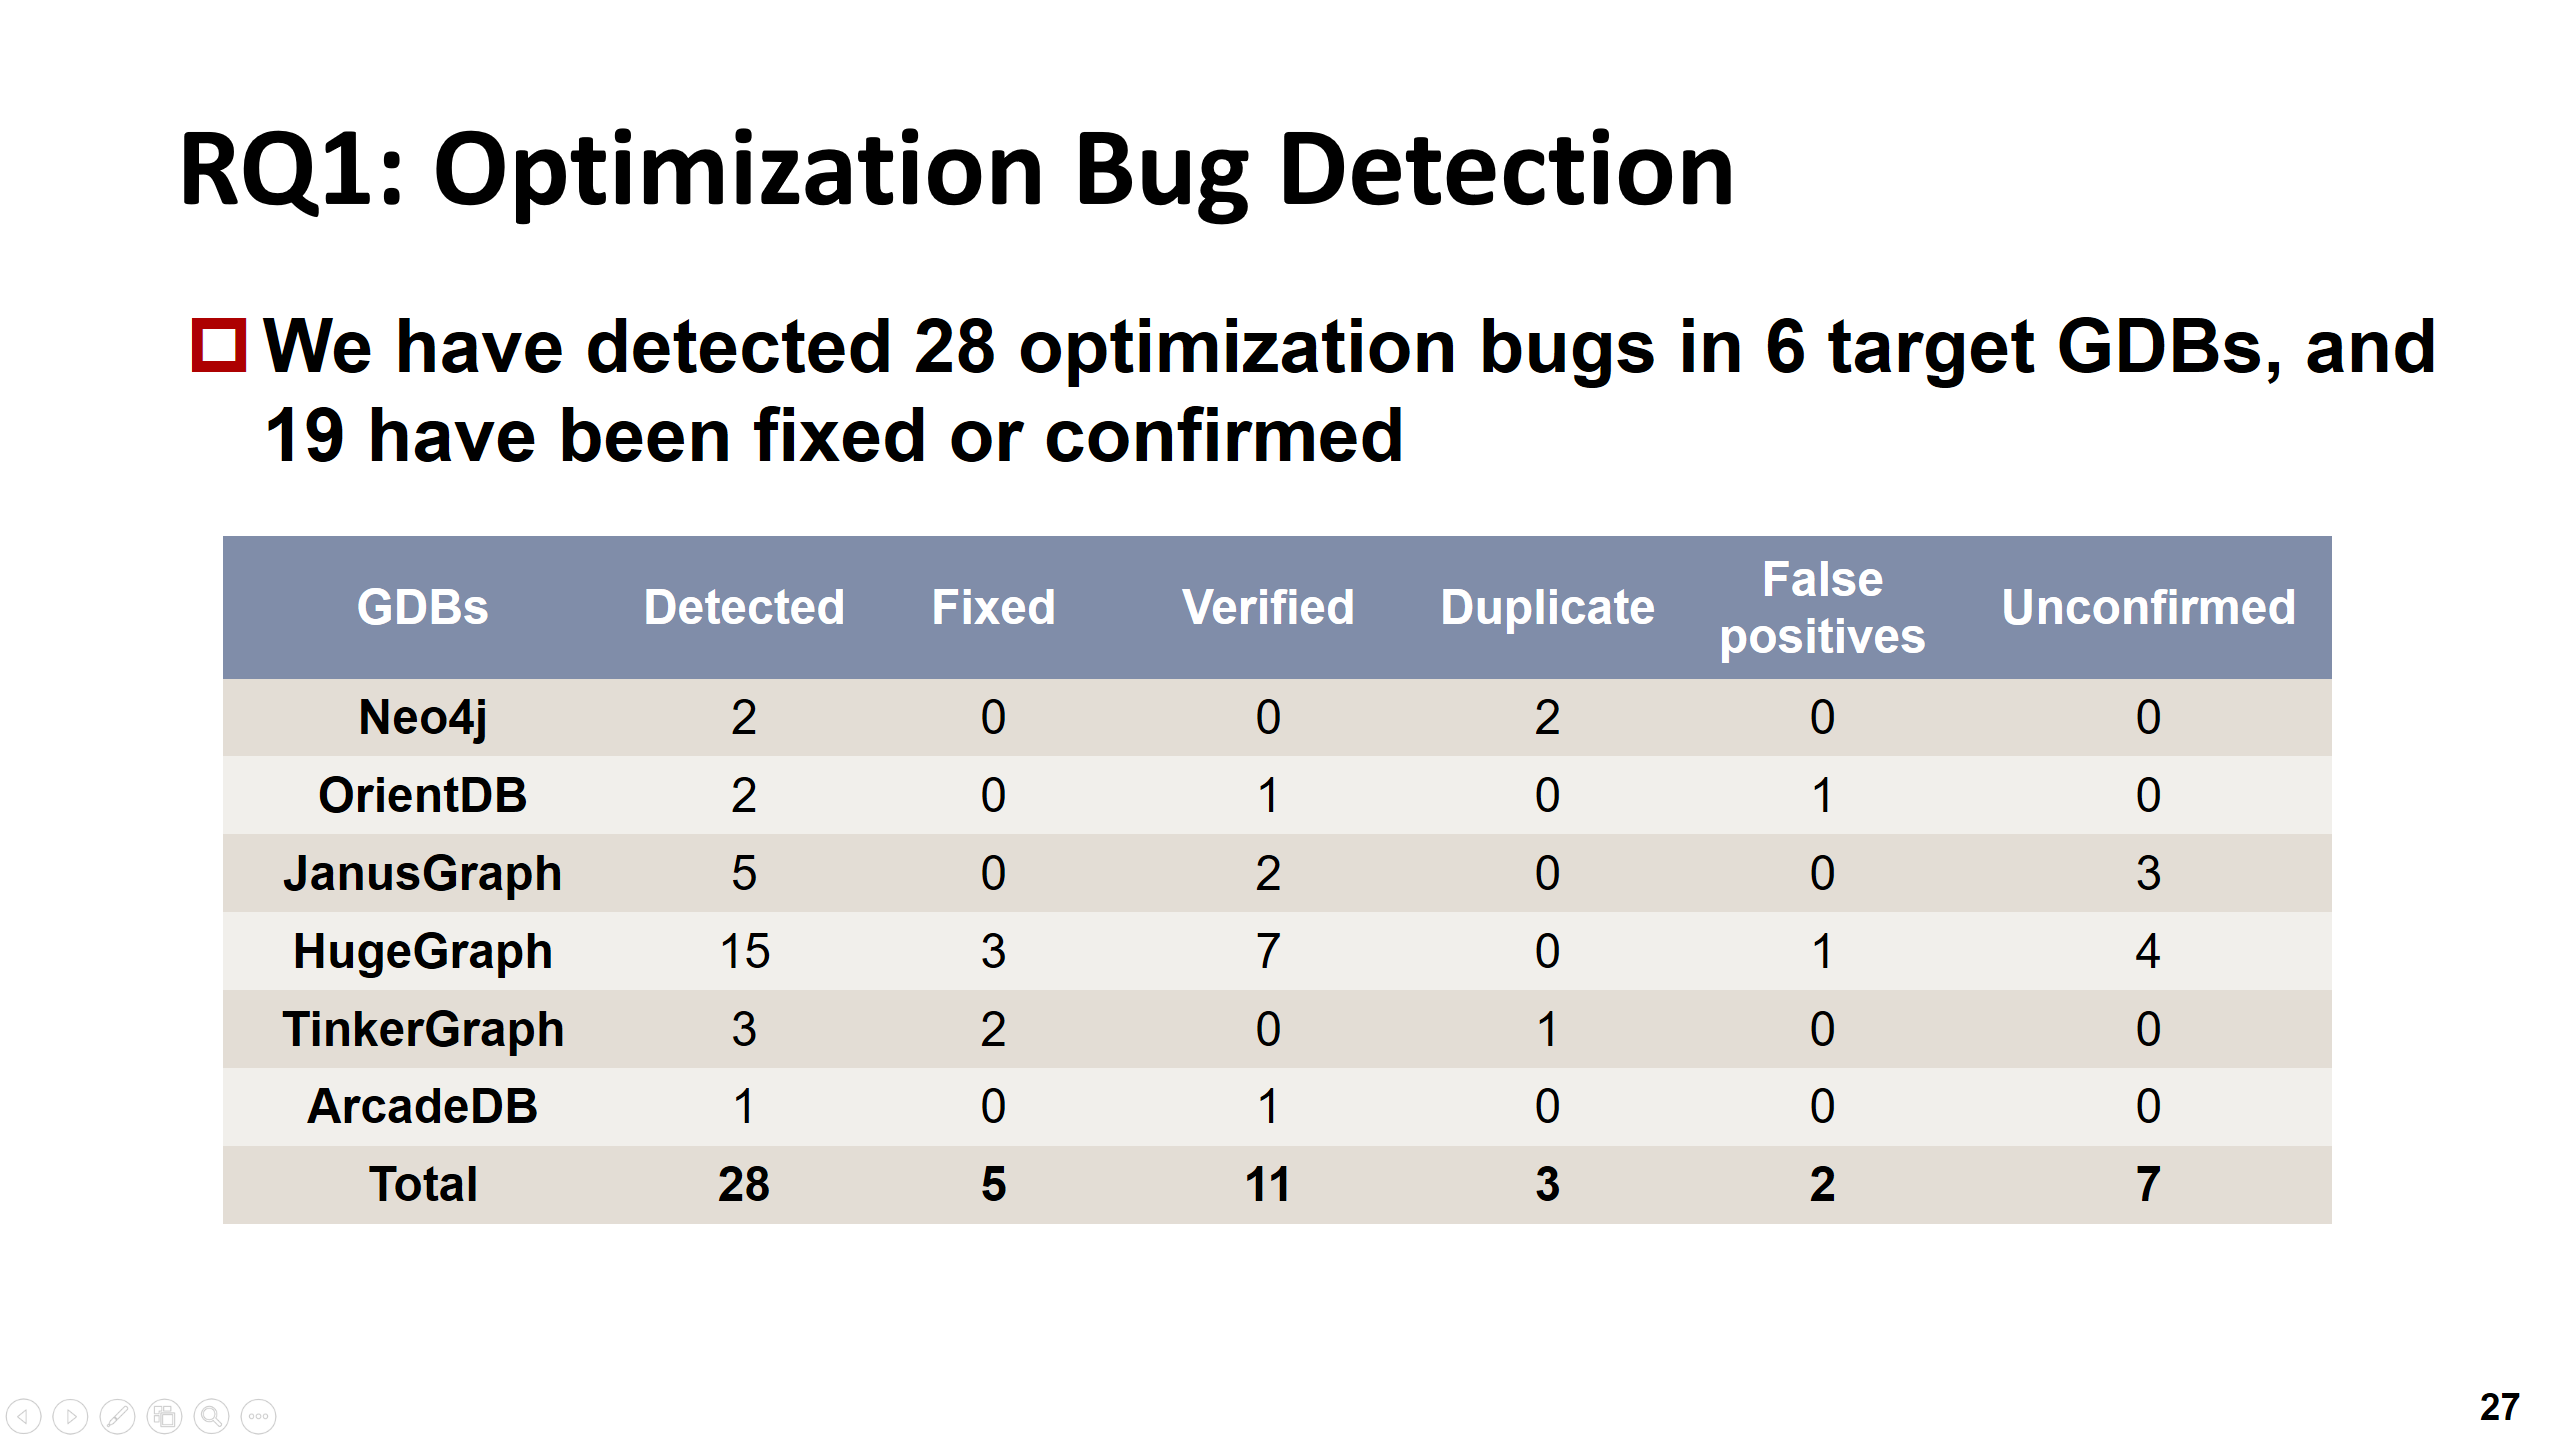 RQ1: Optimization Bug Detection
We have detected 28 optimization bugs in 6 target GDBs, and
19 have been fixed or confirmed
GDBs Detected Fixed Verified Duplicate False positives Unconfirmed
Neo4j 2 0 0 2 0 0
OrientDB 2 0 1 0 1 0
JanusGraph 5 0 2 0 0 3
HugeGraph 15 3 7 0 1 4
TinkerGraph 3 2 0 1 0 0
ArcadeDB 1 0 1 0 0 0
Total 28 5 11 3 2 7
27